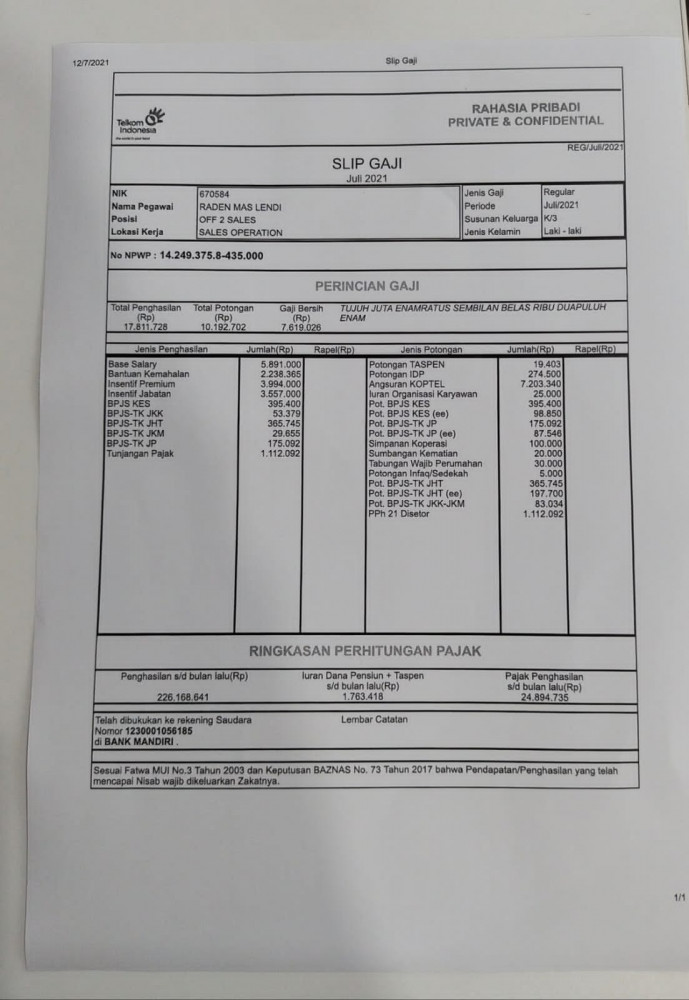 12/7/2021 Slip Gaji
Telkom
Indonesia
RAHASIA PRIBADI
PRIVATE & CONFIDENTIAL
REG/Juli/2021
SLIP GAJI
Juli 2021
NIK 670584 Jenis Gaji Regular
Nama Pegawai RADEN MAS LENDI Periode Juli/2021
Posisi OFF 2 SALES Susunan Keluarga K/3
Lokasi Kerja SALES OPERATION Jenis Kelamin Laki - laki
No NPWP : 14.249.375.8-435.000
PERINCIAN GAJI
Total Penghasilan Total Potongan Gaji Bersih TUJUH JUTA ENAMRATUS SEMBILAN BELAS RIBU DUAPULUH
(Rp) (Rp) (Rp) ENAM
17.811.728 10.192.702 7.619.026
Jenis Penghasilan Jumlah(Rp) Rapel(Rp) Jenis Potongan Jumlah(Rp) Rapel(Rp)
Base Salary 5.891.000 Potongan TASPEN 19.403
Bantuan Kemahalan 2.238.365 Potongan IDP 274.500
Insentif Premium 3.994.000 Angsuran KOPTEL 7.203.340
Insentif Jabatan 3.557.000 Iuran Organisasi Karyawan 25.000
BPJS KES 395.400 Pot. BPJS KES 395.400
BPJS-TK JKK 53.379 Pot. BPJS KES (ee) 98.850
BPJS-TK JHT 365.745 Pot. BPJS-TK JP 175.092
BPJS-TK JKM 29.655 Pot. BPJS-TK JP (ee) 87.546
BPJS-TK JP 175.092 Simpanan Koperasi 100.000
Tunjangan Pajak 1.112.092 Sumbangan Kematian 20.000
Tabungan Wajib Perumahan 30.000
Potongan Infaq/Sedekah 5.000
Pot. BPJS-TK JHT 365.745
Pot. BPJS-TK JHT (ee) 197.700
Pot. BPJS-TK JKK-JKM 83.034
PPh 21 Disetor 1.112.092
RINGKASAN PERHITUNGAN PAJAK
Penghasilan s/d bulan lalu(Rp) Iuran Dana Pensiun + Taspen Pajak Penghasilan
s/d bulan lalu(Rp) s/d bulan lalu(Rp)
226.168.641 1.763.418 24.894.735
Telah dibukukan ke rekening Saudara Lembar Catatan
Nomor 1230001056185
di BANK MANDIRI .
Sesuai Fatwa MUI No.3 Tahun 2003 dan Keputusan BAZNAS No. 73 Tahun 2017 bahwa Pendapatan/Penghasilan yang telah
mencapai Nisab wajib dikeluarkan Zakatnya.
1/1